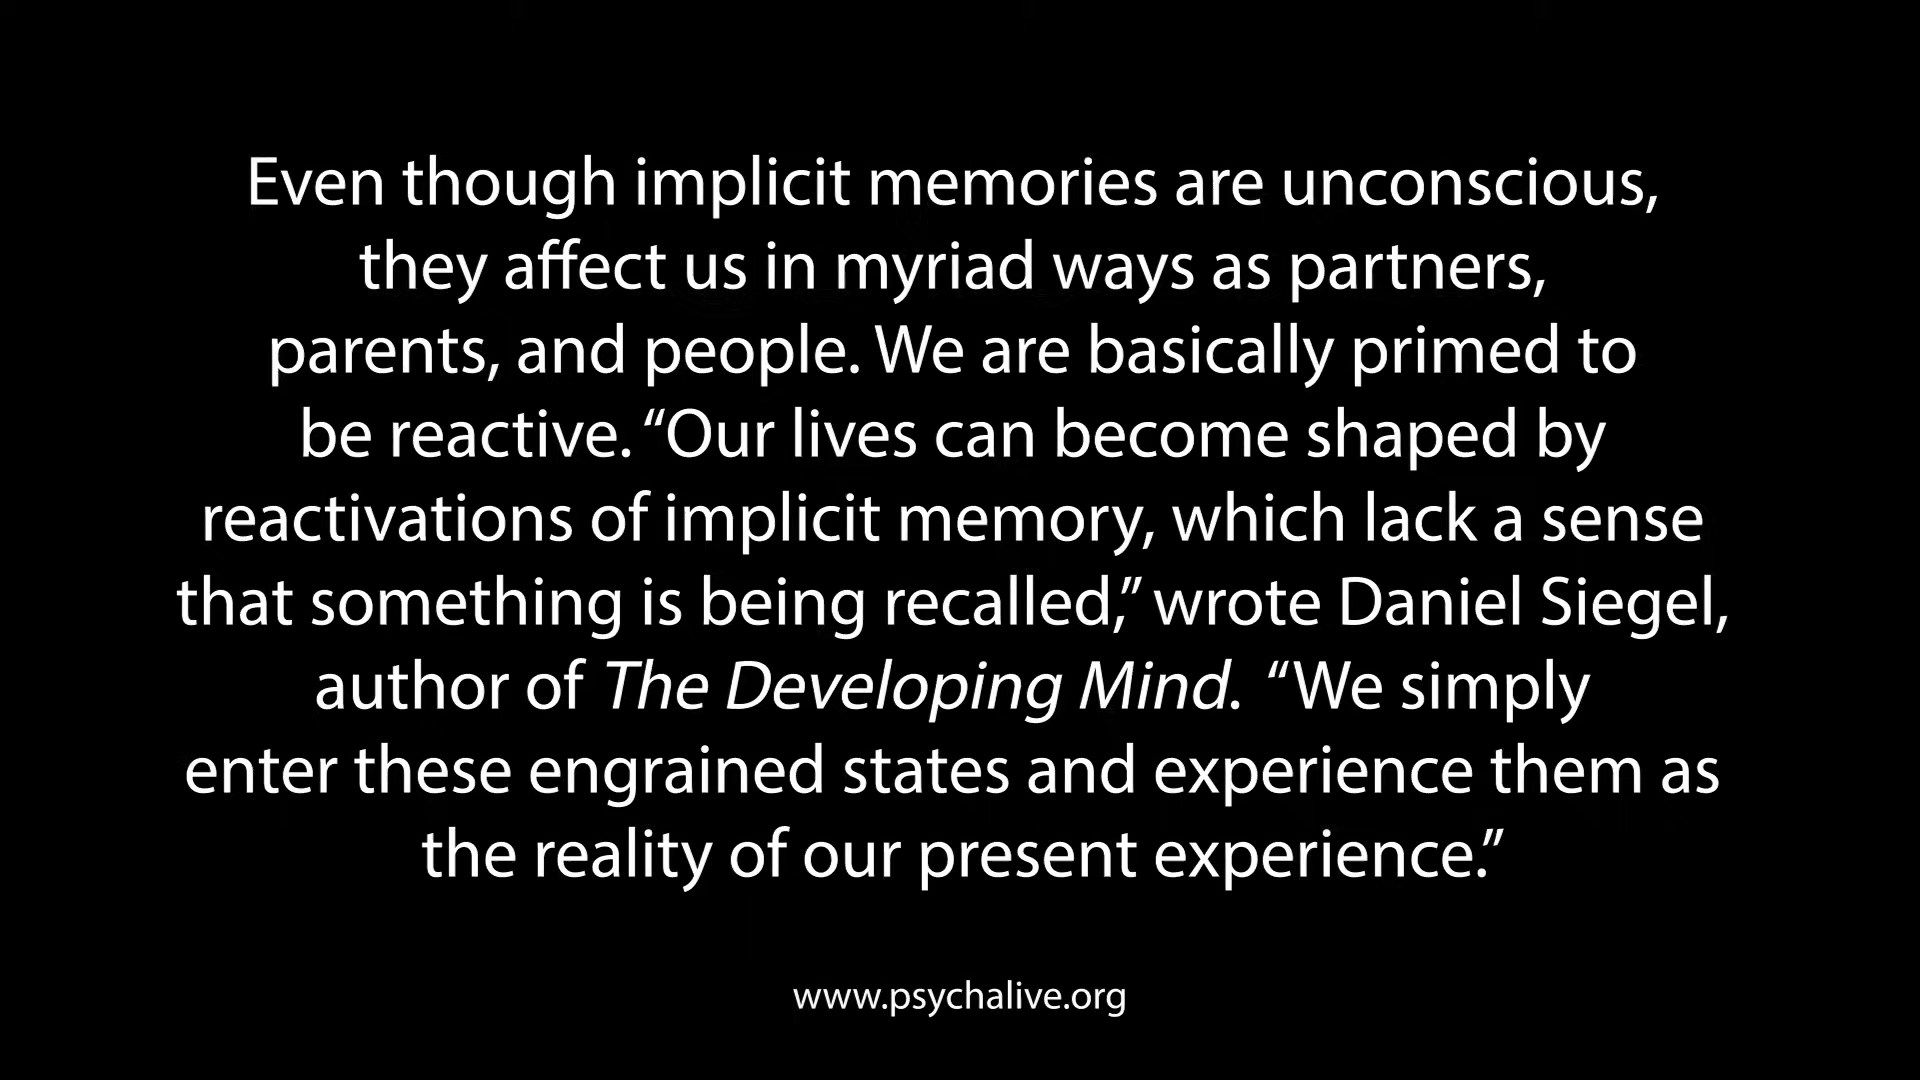 Even though implicit memories are unconscious,
they affect us in myriad ways as partners,
parents, and people. We are basically primed to
be reactive. “Our lives can become shaped by
reactivations of implicit memory, which lack a sense
that something is being recalled,” wrote Daniel Siegel,
author of The Developing Mind. “We simply
enter these engrained states and experience them as
the reality of our present experience.”
www.psychalive.org